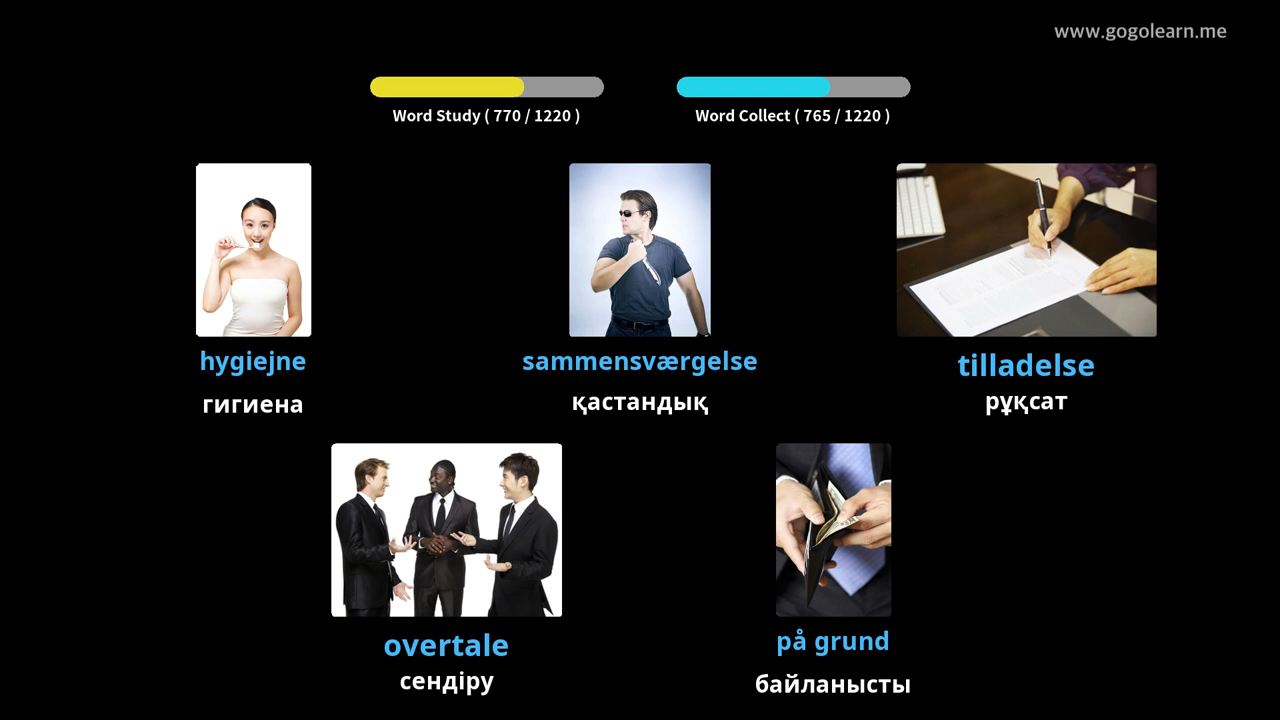 www.gogolearn.me
Word Study ( 770 / 1220 )
Word Collect ( 765 / 1220 )
hygiejne
гигиена
sammensværgelse
қастандық
tilladelse
рұқсат
overtale
сендіру
på grund
байланысты